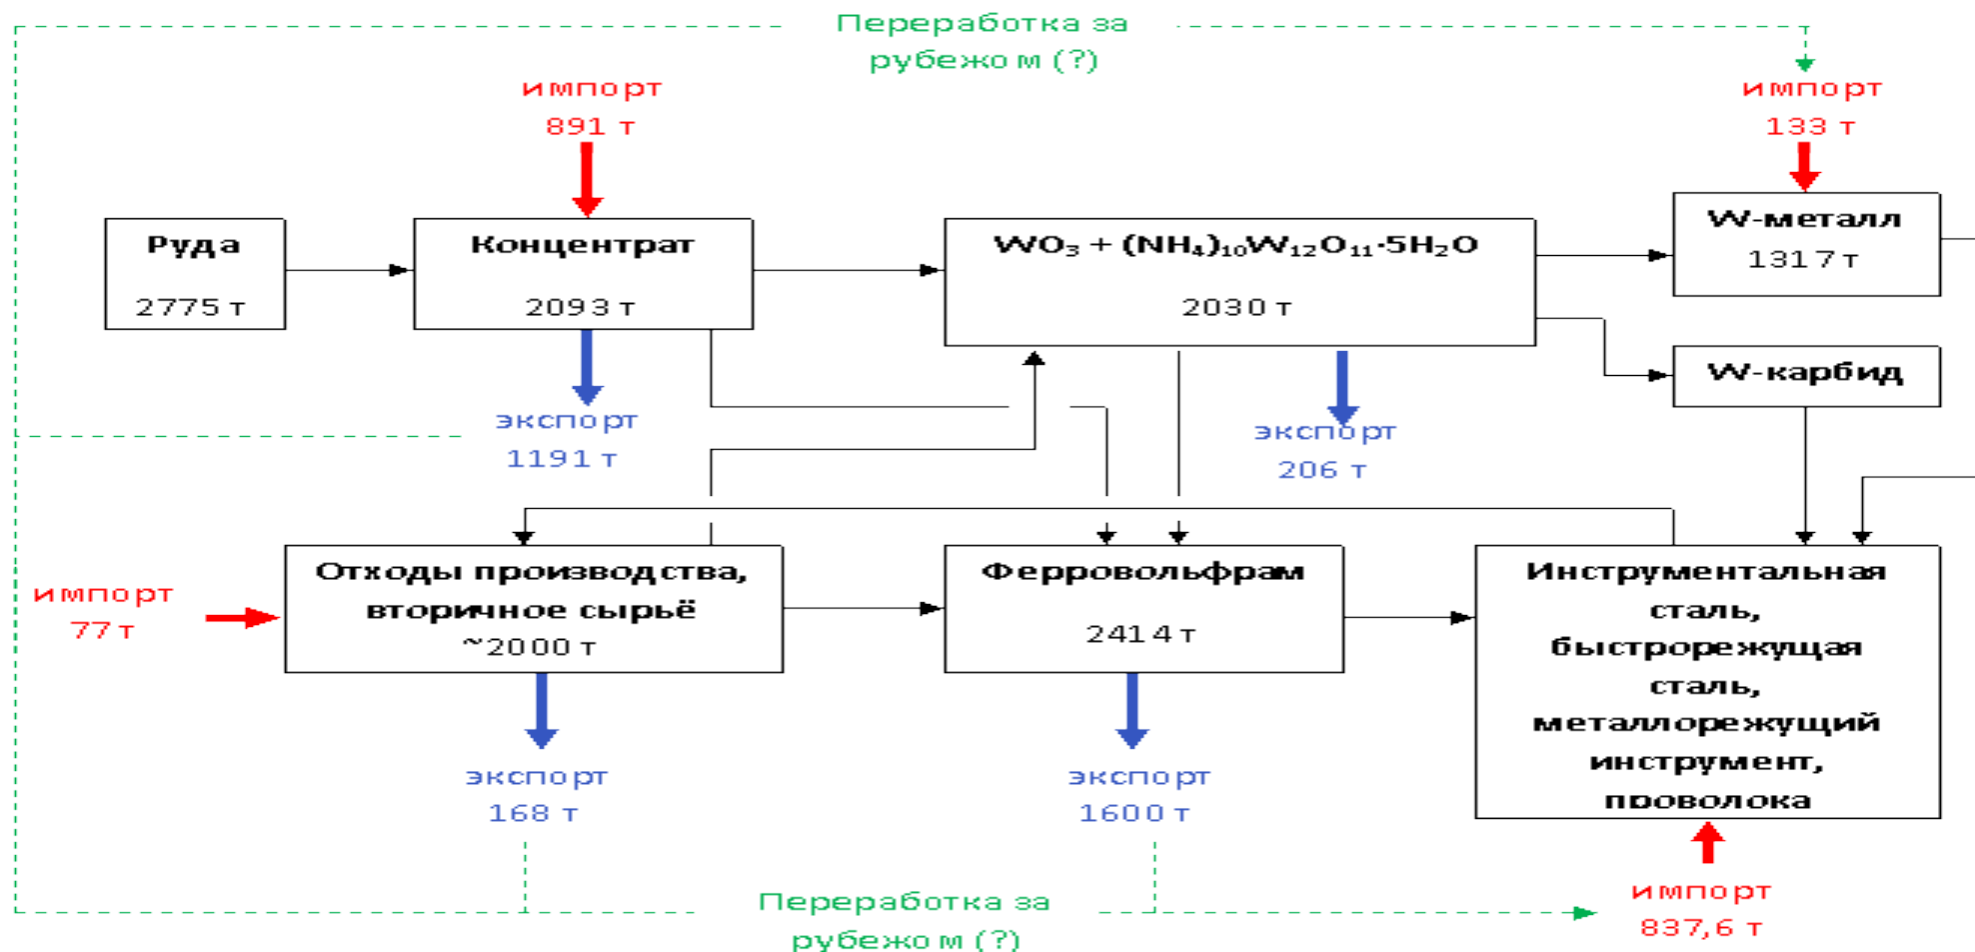 Переработка за
рубежом (?)
импорт
891 т
импорт
133 т
Руда
2775 т
Концентрат
2093 т
WO₃ + (NH₄)₁₀W₁₂O₁₁·5H₂O
2030 т
W-металл
1317 т
W-карбид
экспорт
1191 т
экспорт
206 т
импорт
77 т
Отходы производства,
вторичное сырьё
~2000 т
Ферровольфрам
2414 т
Инструментальная
сталь,
быстрорежущая
сталь,
металлорежущий
инструмент,
проволока
экспорт
168 т
экспорт
1600 т
импорт
837,6 т
Переработка за
рубежом (?)